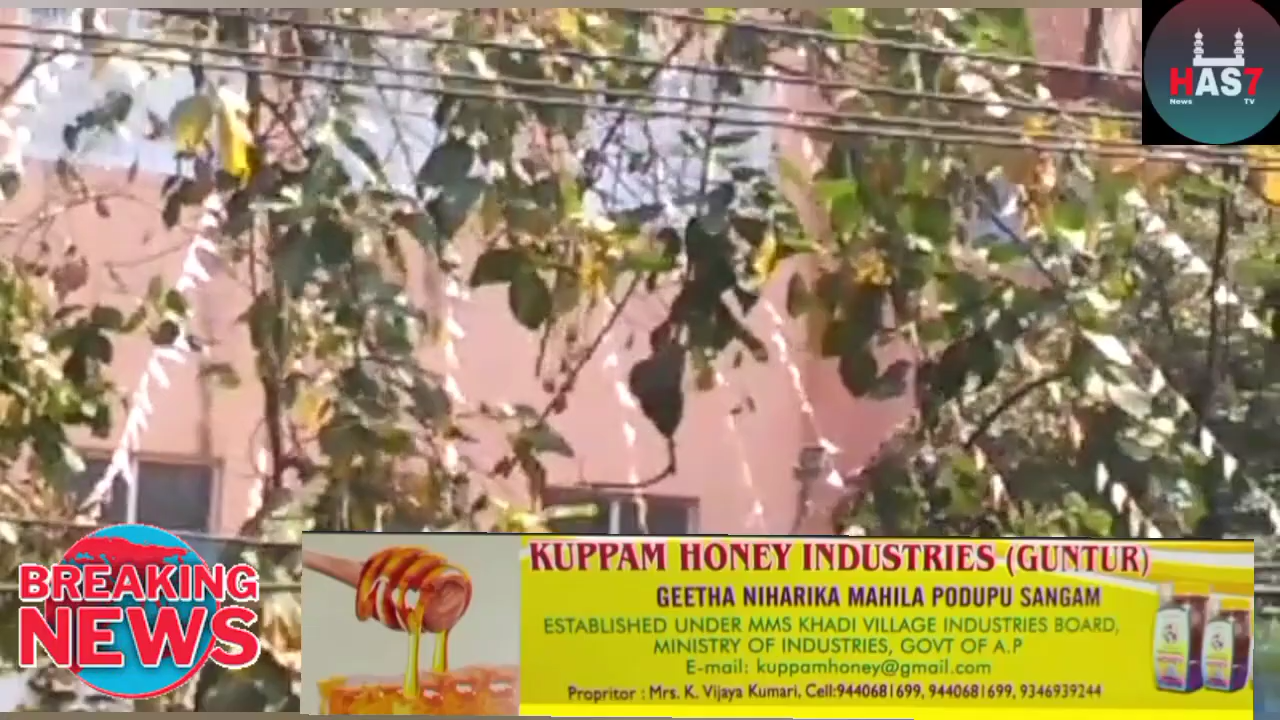 HAS7
News TV
BREAKING
NEWS
KUPPAM HONEY INDUSTRIES (GUNTUR)
GEETHA NIHARIKA MAHILA PODUPU SANGAM
ESTABLISHED UNDER MMS KHADI VILLAGE INDUSTRIES BOARD,
MINISTRY OF INDUSTRIES, GOVT OF A.P
E-mail: kuppamhoney@gmail.com
Propritor : Mrs. K. Vijaya Kumari, Cell:9440681699, 9440681699, 9346939244